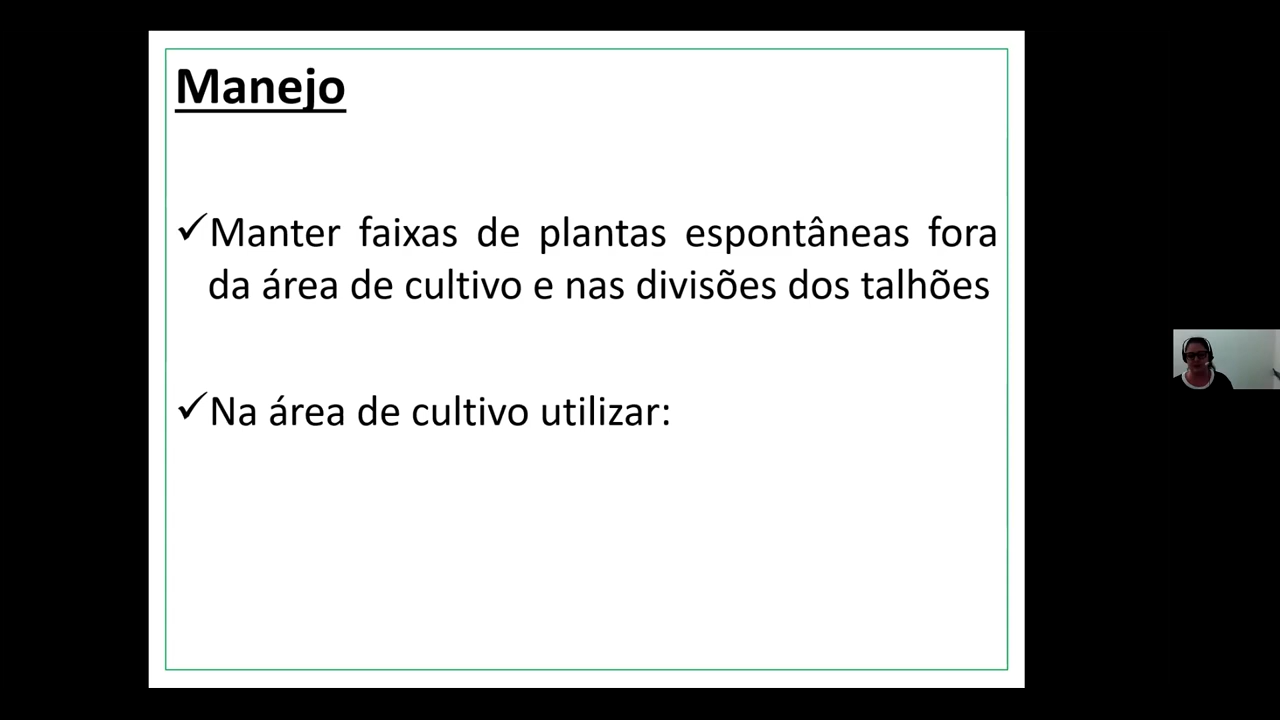 Manejo
✓Manter faixas de plantas espontâneas fora
da área de cultivo e nas divisões dos talhões
✓Na área de cultivo utilizar: